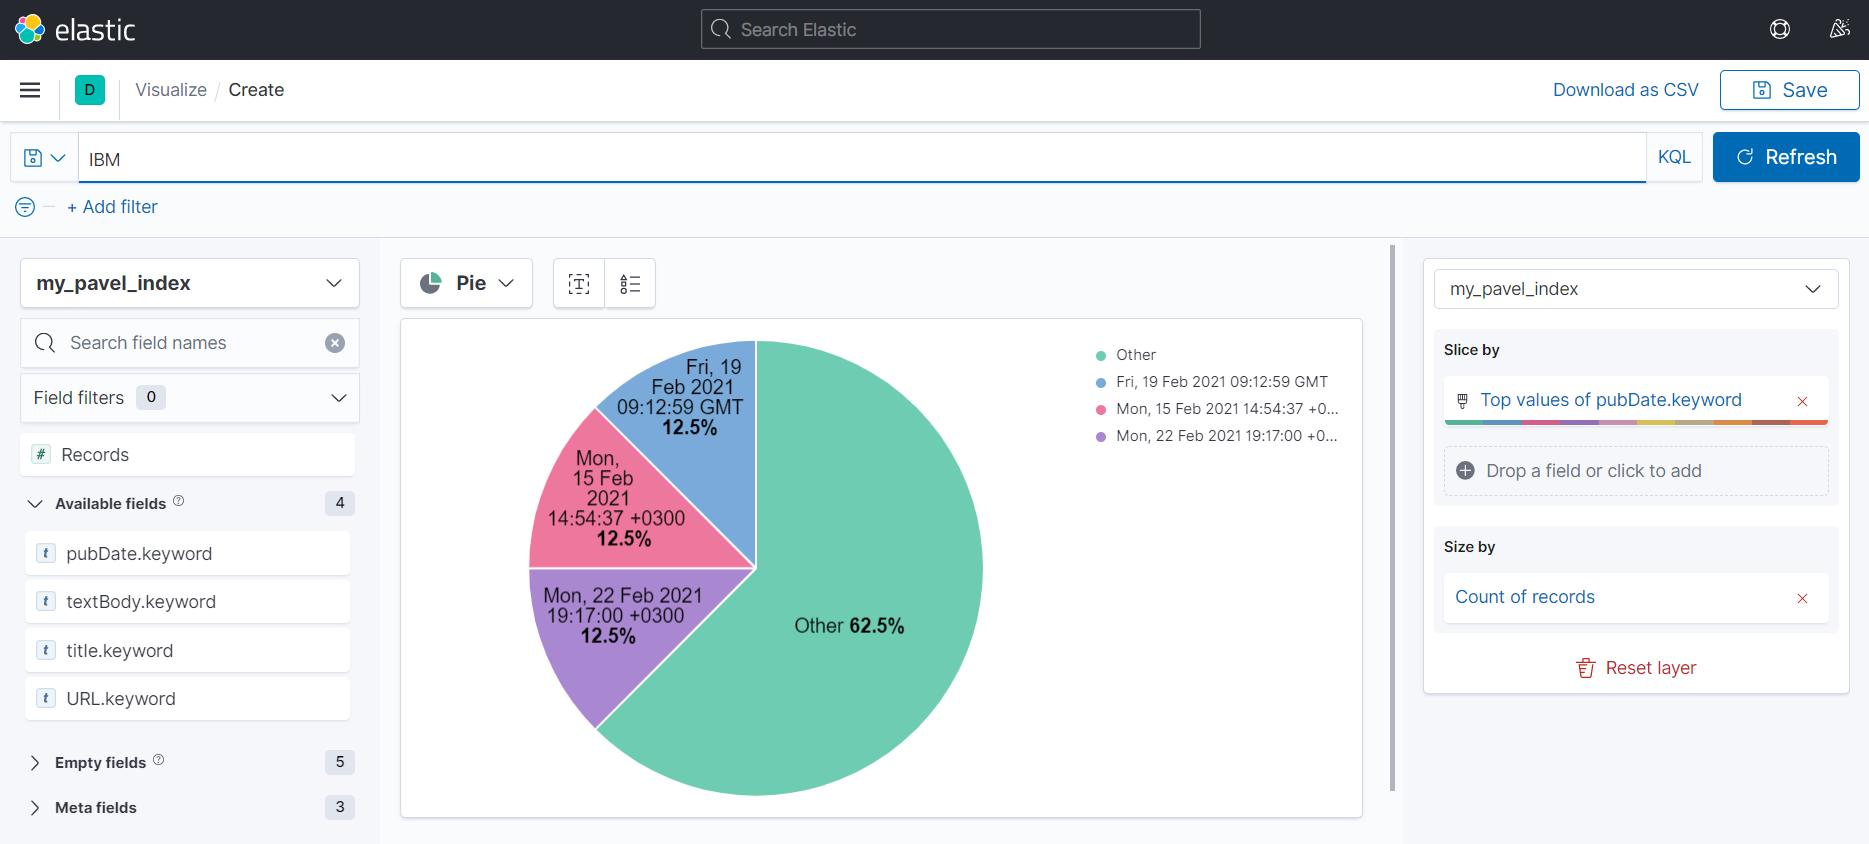 elastic
Search Elastic
D
Visualize / Create
Download as CSV
Save
IBM
KQL
Refresh
+ Add filter
my_pavel_index
Search field names
Field filters 0
# Records
Available fields ? 4
t pubDate.keyword
t textBody.keyword
t title.keyword
t URL.keyword
Empty fields ? 5
Meta fields 3
Pie
T
Fri, 19
Feb 2021
09:12:59 GMT
12.5%
Mon,
15 Feb
2021
14:54:37 +0300
12.5%
Mon, 22 Feb 2021
19:17:00 +0300
12.5%
Other 62.5%
Other
Fri, 19 Feb 2021 09:12:59 GMT
Mon, 15 Feb 2021 14:54:37 +0...
Mon, 22 Feb 2021 19:17:00 +0...
my_pavel_index
Slice by
Top values of pubDate.keyword
Drop a field or click to add
Size by
Count of records
Reset layer